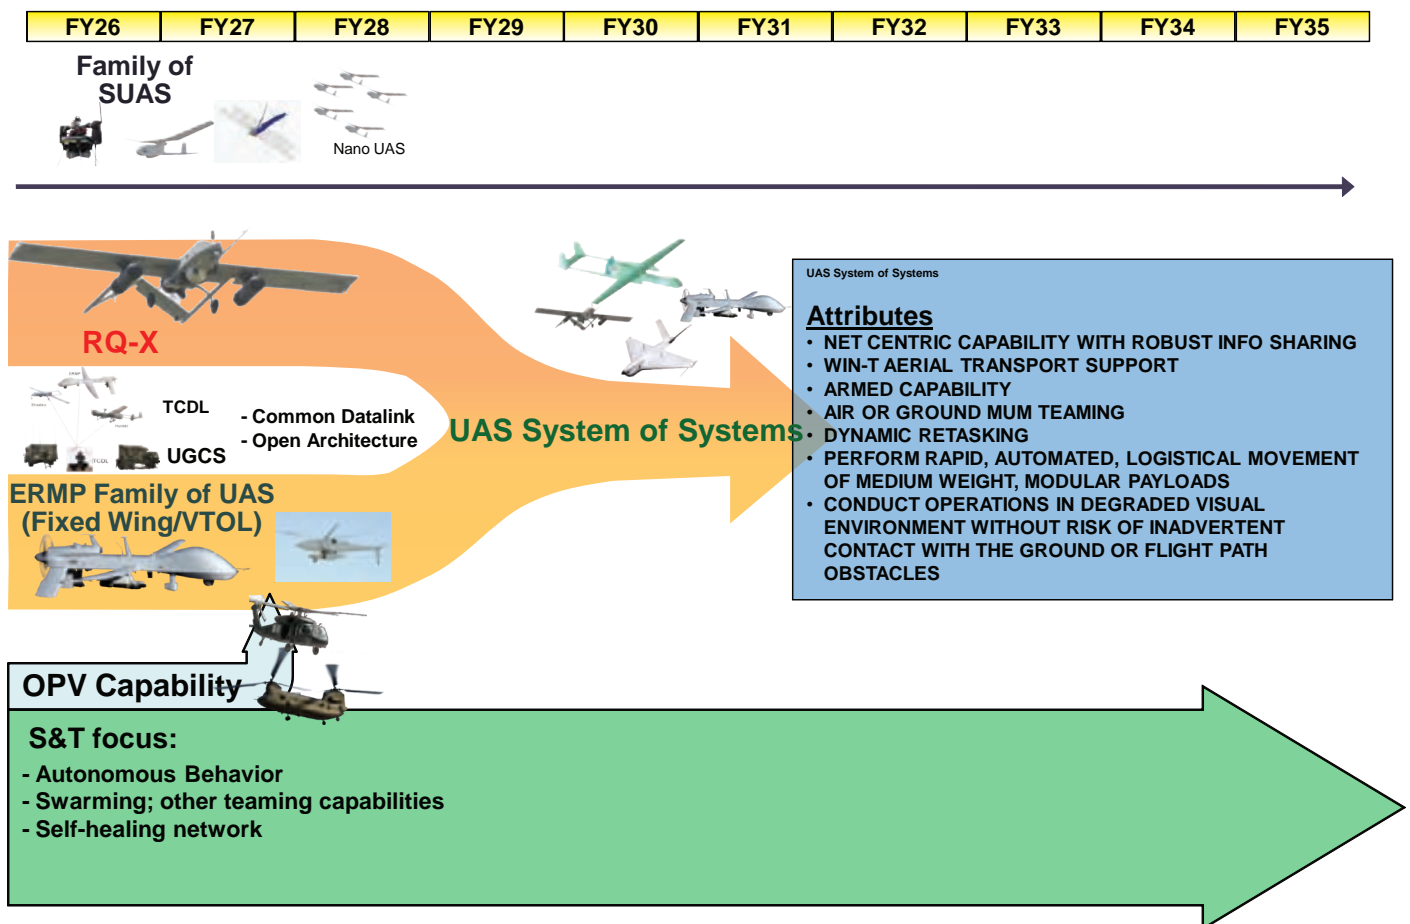 FY26 FY27 FY28 FY29 FY30 FY31 FY32 FY33 FY34 FY35
Family of
SUAS
Nano UAS
RQ-X
TCDL
UGCS
- Common Datalink
- Open Architecture
UAS System of Systems
ERMP Family of UAS
(Fixed Wing/VTOL)
UAS System of Systems
Attributes
• NET CENTRIC CAPABILITY WITH ROBUST INFO SHARING
• WIN-T AERIAL TRANSPORT SUPPORT
• ARMED CAPABILITY
• AIR OR GROUND MUM TEAMING
• DYNAMIC RETASKING
• PERFORM RAPID, AUTOMATED, LOGISTICAL MOVEMENT
OF MEDIUM WEIGHT, MODULAR PAYLOADS
• CONDUCT OPERATIONS IN DEGRADED VISUAL
ENVIRONMENT WITHOUT RISK OF INADVERTENT
CONTACT WITH THE GROUND OR FLIGHT PATH
OBSTACLES
OPV Capability
S&T focus:
- Autonomous Behavior
- Swarming; other teaming capabilities
- Self-healing network